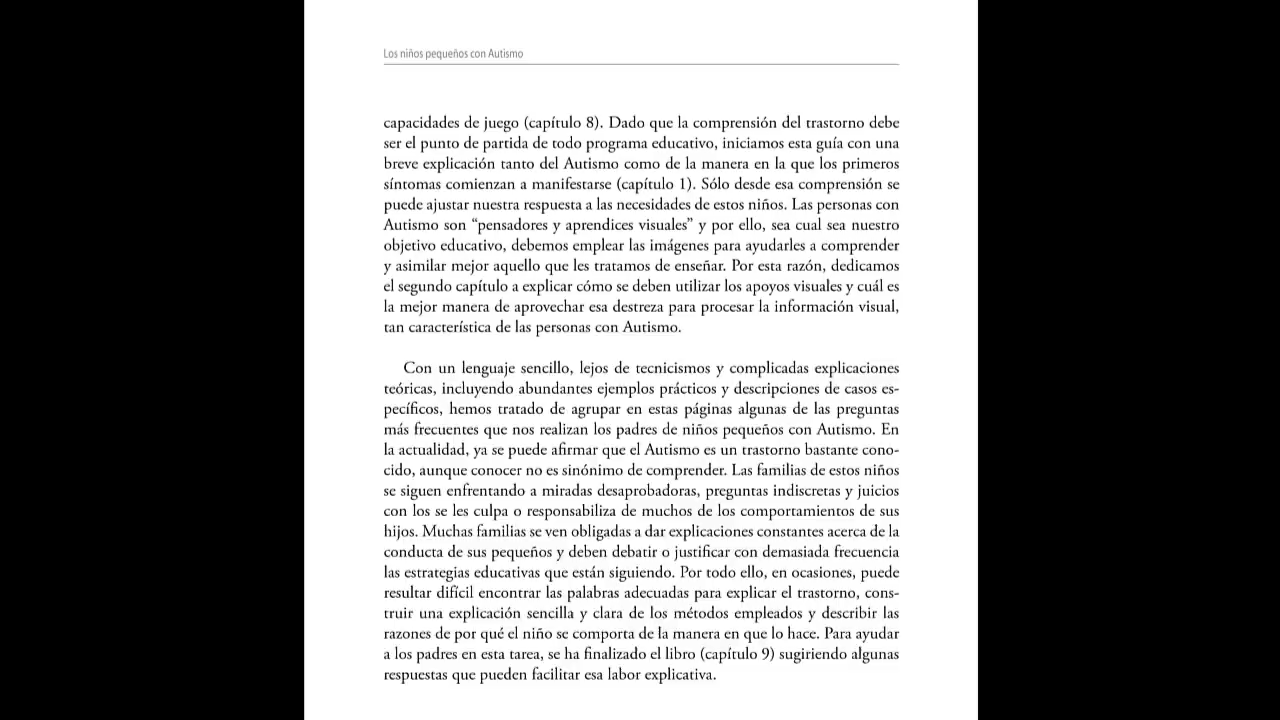 Los niños pequeños con Autismo
capacidades de juego (capítulo 8). Dado que la comprensión del trastorno debe
ser el punto de partida de todo programa educativo, iniciamos esta guía con una
breve explicación tanto del Autismo como de la manera en la que los primeros
síntomas comienzan a manifestarse (capítulo 1). Sólo desde esa comprensión se
puede ajustar nuestra respuesta a las necesidades de estos niños. Las personas con
Autismo son “pensadores y aprendices visuales” y por ello, sea cual sea nuestro
objetivo educativo, debemos emplear las imágenes para ayudarles a comprender
y asimilar mejor aquello que les tratamos de enseñar. Por esta razón, dedicamos
el segundo capítulo a explicar cómo se deben utilizar los apoyos visuales y cuál es
la mejor manera de aprovechar esa destreza para procesar la información visual,
tan característica de las personas con Autismo.
Con un lenguaje sencillo, lejos de tecnicismos y complicadas explicaciones
teóricas, incluyendo abundantes ejemplos prácticos y descripciones de casos es-
pecíficos, hemos tratado de agrupar en estas páginas algunas de las preguntas
más frecuentes que nos realizan los padres de niños pequeños con Autismo. En
la actualidad, ya se puede afirmar que el Autismo es un trastorno bastante cono-
cido, aunque conocer no es sinónimo de comprender. Las familias de estos niños
se siguen enfrentando a miradas desaprobadoras, preguntas indiscretas y juicios
con los se les culpa o responsabiliza de muchos de los comportamientos de sus
hijos. Muchas familias se ven obligadas a dar explicaciones constantes acerca de la
conducta de sus pequeños y deben debatir o justificar con demasiada frecuencia
las estrategias educativas que están siguiendo. Por todo ello, en ocasiones, puede
resultar difícil encontrar las palabras adecuadas para explicar el trastorno, cons-
truir una explicación sencilla y clara de los métodos empleados y describir las
razones de por qué el niño se comporta de la manera en que lo hace. Para ayudar
a los padres en esta tarea, se ha finalizado el libro (capítulo 9) sugiriendo algunas
respuestas que pueden facilitar esa labor explicativa.